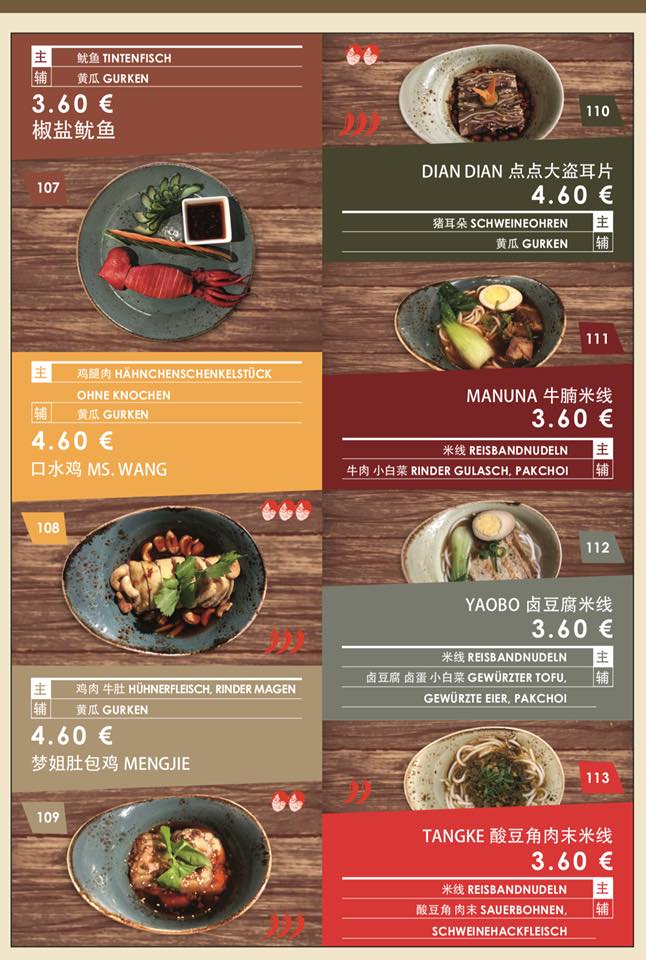 主 鱿鱼 TINTENFISCH
辅 黄瓜 GURKEN
3.60 €
椒盐鱿鱼
107
主 鸡腿肉 HÄHNCHENSCHENKELSTÜCK
OHNE KNOCHEN
辅 黄瓜 GURKEN
4.60 €
口水鸡 MS. WANG
108
主 鸡肉 牛肚 HÜHNERFLEISCH, RINDER MAGEN
辅 黄瓜 GURKEN
4.60 €
梦姐肚包鸡 MENGJIE
109
110
DIAN DIAN 点点大盗耳片
4.60 €
猪耳朵 SCHWEINEOHREN 主
黄瓜 GURKEN 辅
111
MANUNA 牛腩米线
3.60 €
米线 REISBANDNUDELN 主
牛肉 小白菜 RINDER GULASCH, PAKCHOI 辅
112
YAOBO 卤豆腐米线
3.60 €
米线 REISBANDNUDELN 主
卤豆腐 卤蛋 小白菜 GEWÜRZTER TOFU, 辅
GEWÜRZTE EIER, PAKCHOI
113
TANGKE 酸豆角肉末米线
3.60 €
米线 REISBANDNUDELN 主
酸豆角 肉末 SAUERBOHNEN, 辅
SCHWEINEHACKFLEISCH